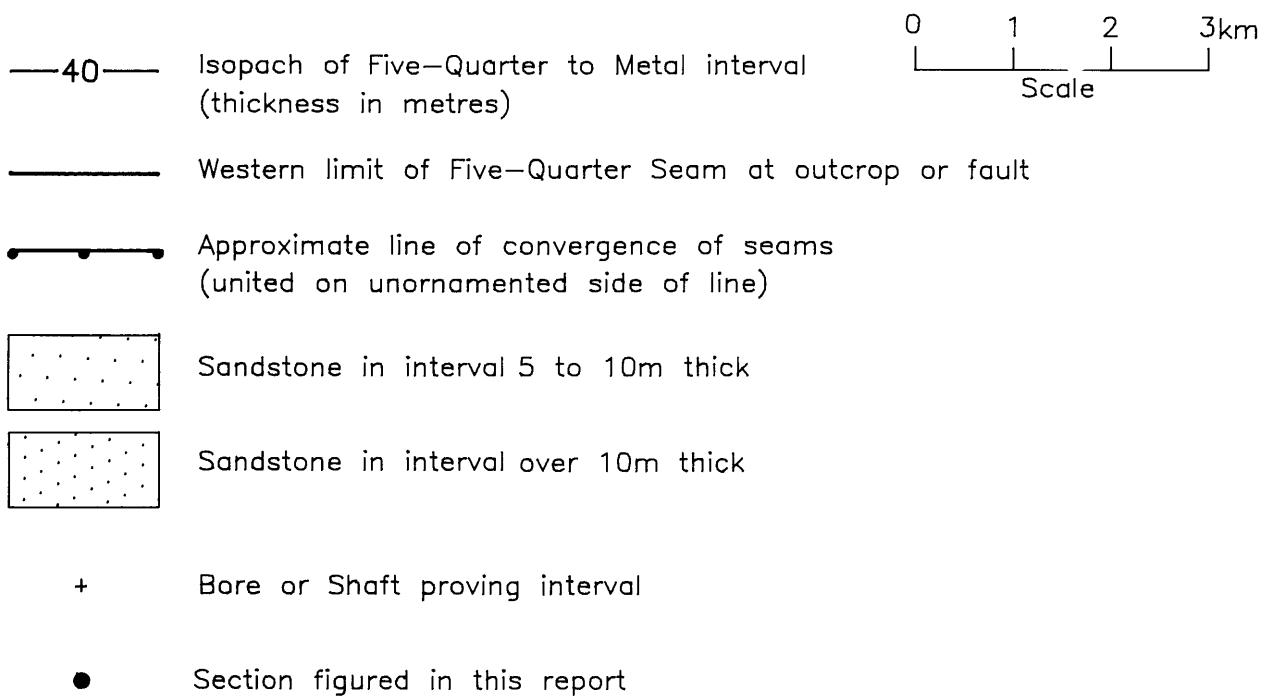 0 1 2 3km
Scale
40 Isopach of Five-Quarter to Metal interval
(thickness in metres)
Western limit of Five-Quarter Seam at outcrop or fault
Approximate line of convergence of seams
(united on unornamented side of line)
Sandstone in interval 5 to 10m thick
Sandstone in interval over 10m thick
+ Bore or Shaft proving interval
Section figured in this report